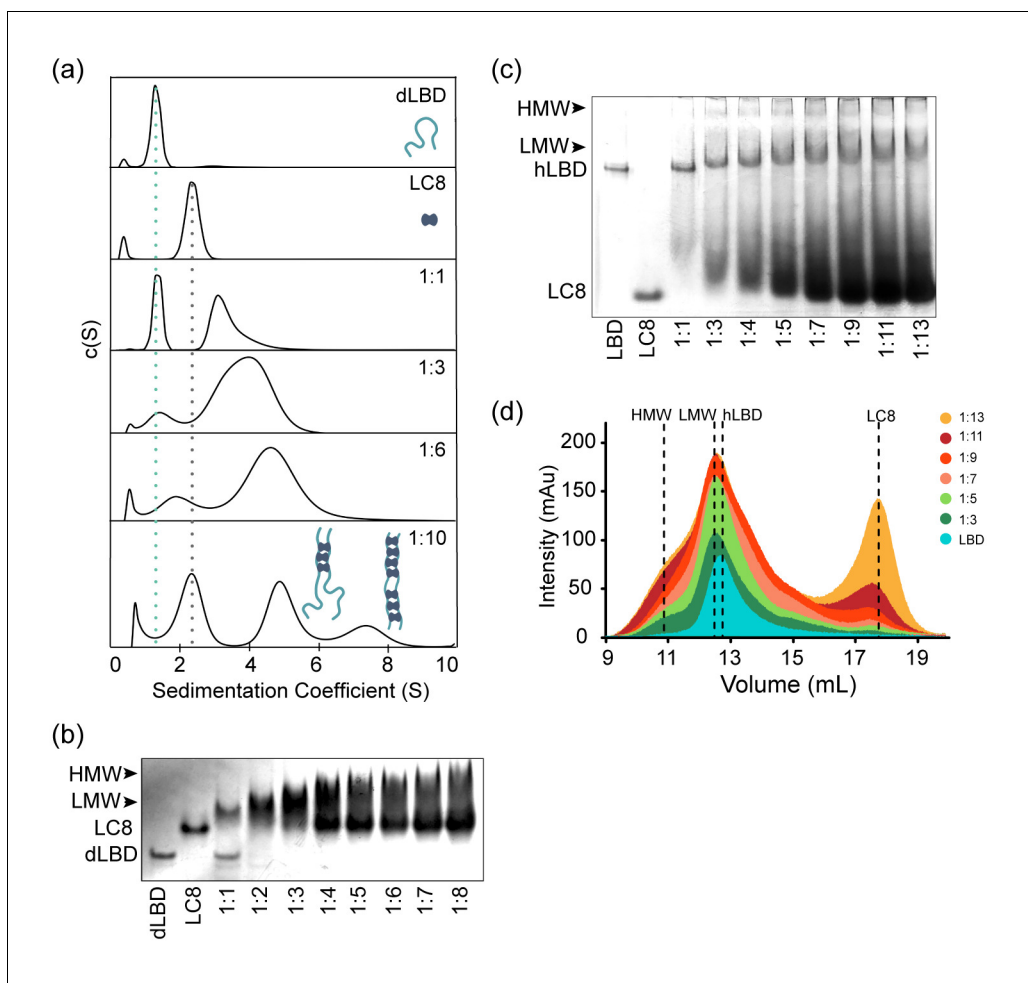 (a)
dLBD
LC8
1:1
1:3
1:6
1:10
c(S)
0 2 4 6 8 10
Sedimentation Coefficient (S)
(b)
HMW
LMW
LC8
dLBD
dLBD LC8 1:1 1:2 1:3 1:4 1:5 1:6 1:7 1:8
(c)
HMW
LMW
hLBD
LC8
LBD LC8 1:1 1:3 1:4 1:5 1:7 1:9 1:11 1:13
(d)
HMW LMW hLBD LC8
1:13
1:11
1:9
1:7
1:5
1:3
LBD
200
150
100
50
0
Intensity (mAu)
9 11 13 15 17 19
Volume (mL)